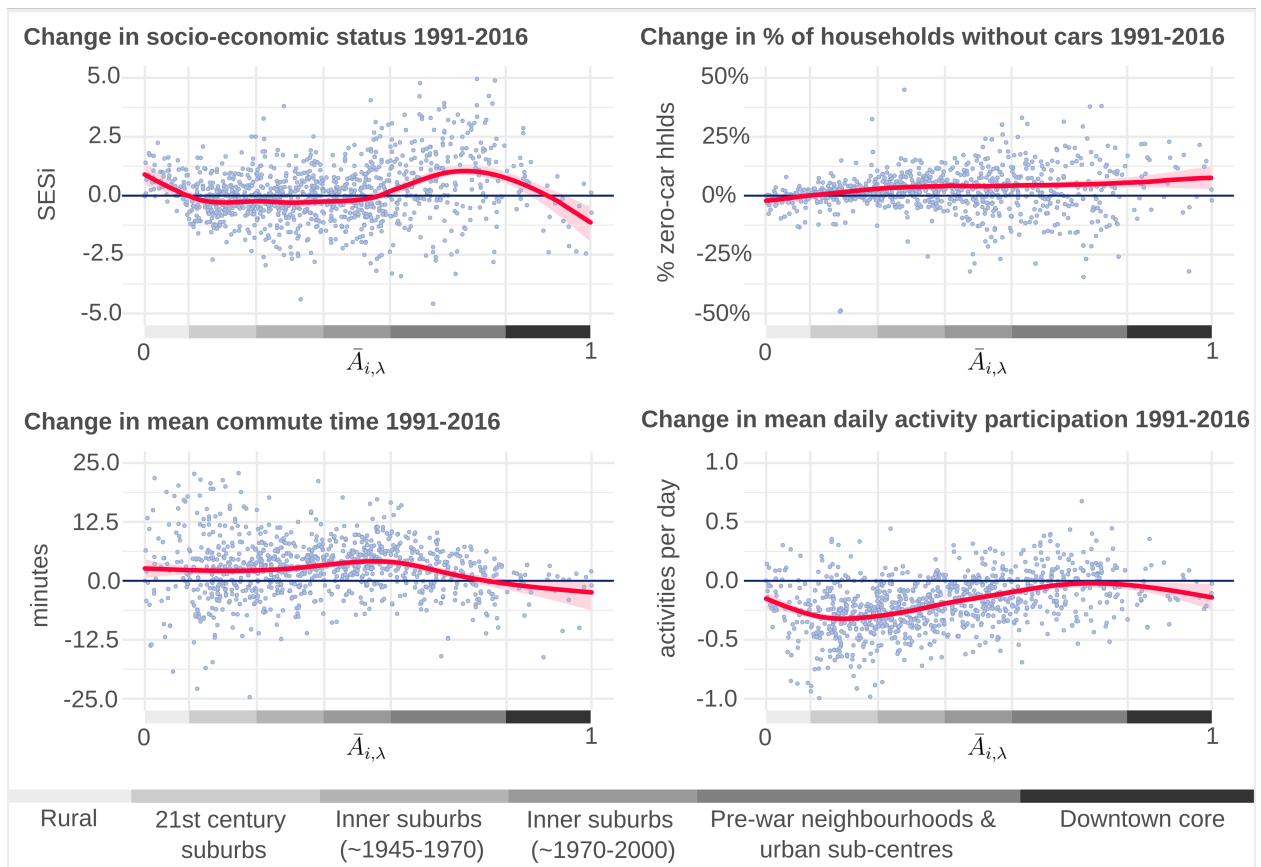 Change in socio-economic status 1991-2016
5.0
2.5
0.0
-2.5
-5.0
SESi
0
1
Ā i,λ
Change in % of households without cars 1991-2016
50%
25%
0%
-25%
-50%
% zero-car hhlds
0
1
Ā i,λ
Change in mean commute time 1991-2016
25.0
12.5
0.0
-12.5
-25.0
minutes
0
1
Ā i,λ
Change in mean daily activity participation 1991-2016
1.0
0.5
0.0
-0.5
-1.0
activities per day
0
1
Ā i,λ
Rural
21st century
suburbs
Inner suburbs
(~1945-1970)
Inner suburbs
(~1970-2000)
Pre-war neighbourhoods &
urban sub-centres
Downtown core